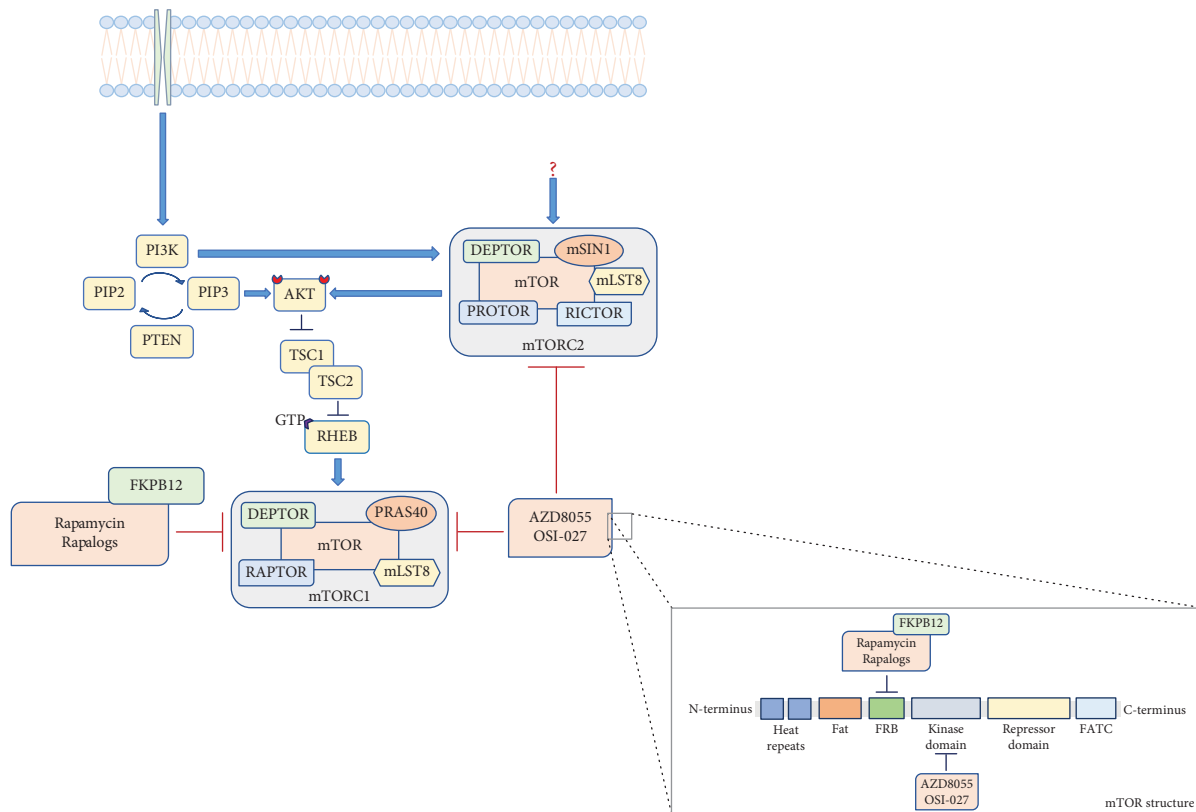 ?
PI3K
DEPTOR
mSIN1
mTOR
mLST8
PROTOR
RICTOR
mTORC2
PIP2
PIP3
AKT
PTEN
TSC1
TSC2
GTP
RHEB
FKPB12
Rapamycin
Rapalogs
DEPTOR
PRAS40
mTOR
RAPTOR
mLST8
mTORC1
AZD8055
OSI-027
FKPB12
Rapamycin
Rapalogs
N-terminus
C-terminus
Heat
repeats
Fat
FRB
Kinase
domain
Repressor
domain
FATC
AZD8055
OSI-027
mTOR structure